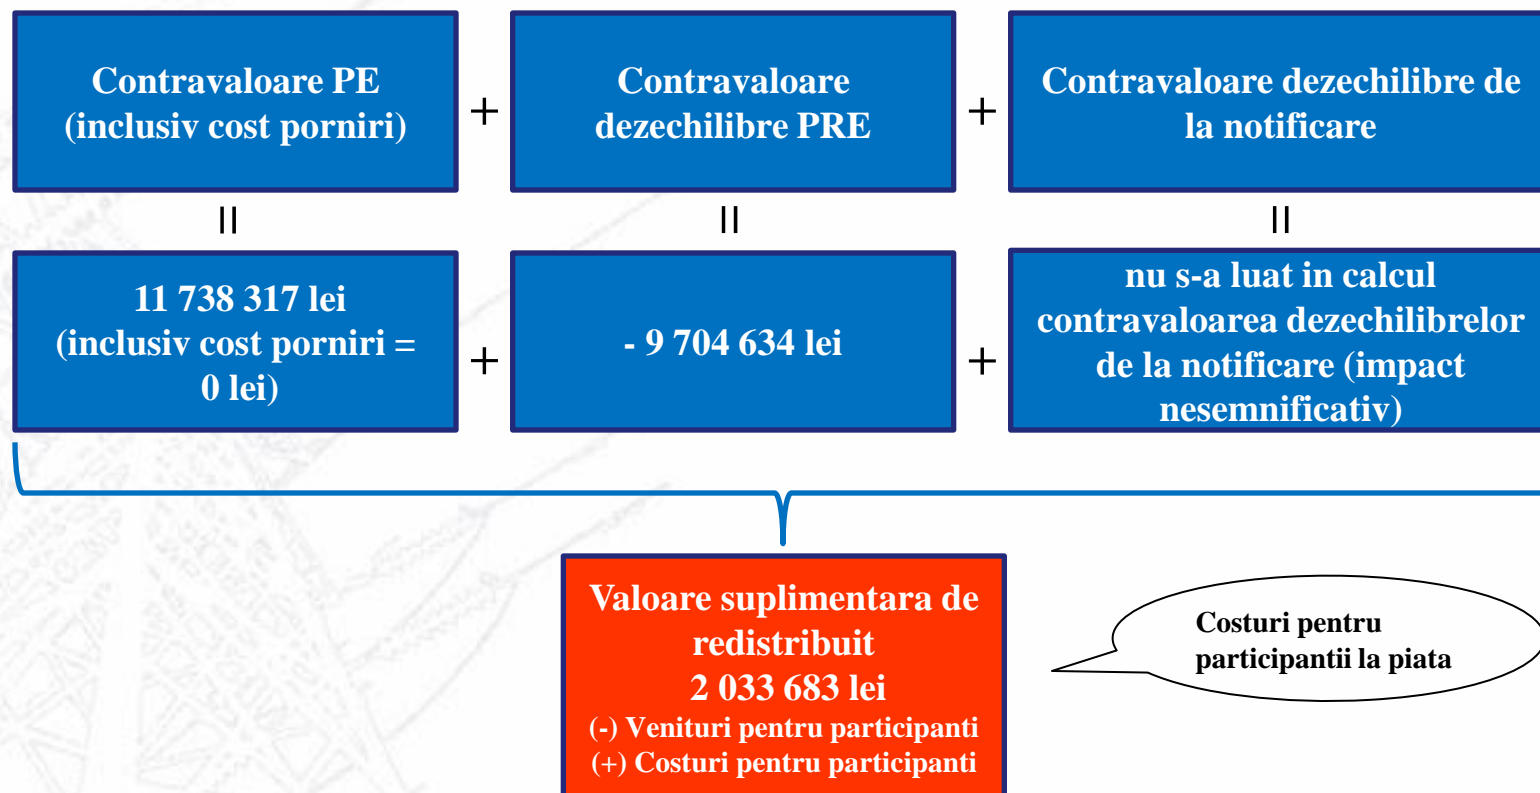 Contravaloare PE
(inclusiv cost porniri)
+
Contravaloare
dezechilibre PRE
+
Contravaloare dezechilibre de
la notificare
=
=
=
11 738 317 lei
(inclusiv cost porniri =
0 lei)
+
- 9 704 634 lei
+
nu s-a luat in calcul
contravaloarea dezechilibrelor
de la notificare (impact
nesemnificativ)
Valoare suplimentara de
redistribuit
2 033 683 lei
(-) Venituri pentru participanti
(+) Costuri pentru participanti
Costuri pentru
participantii la piata